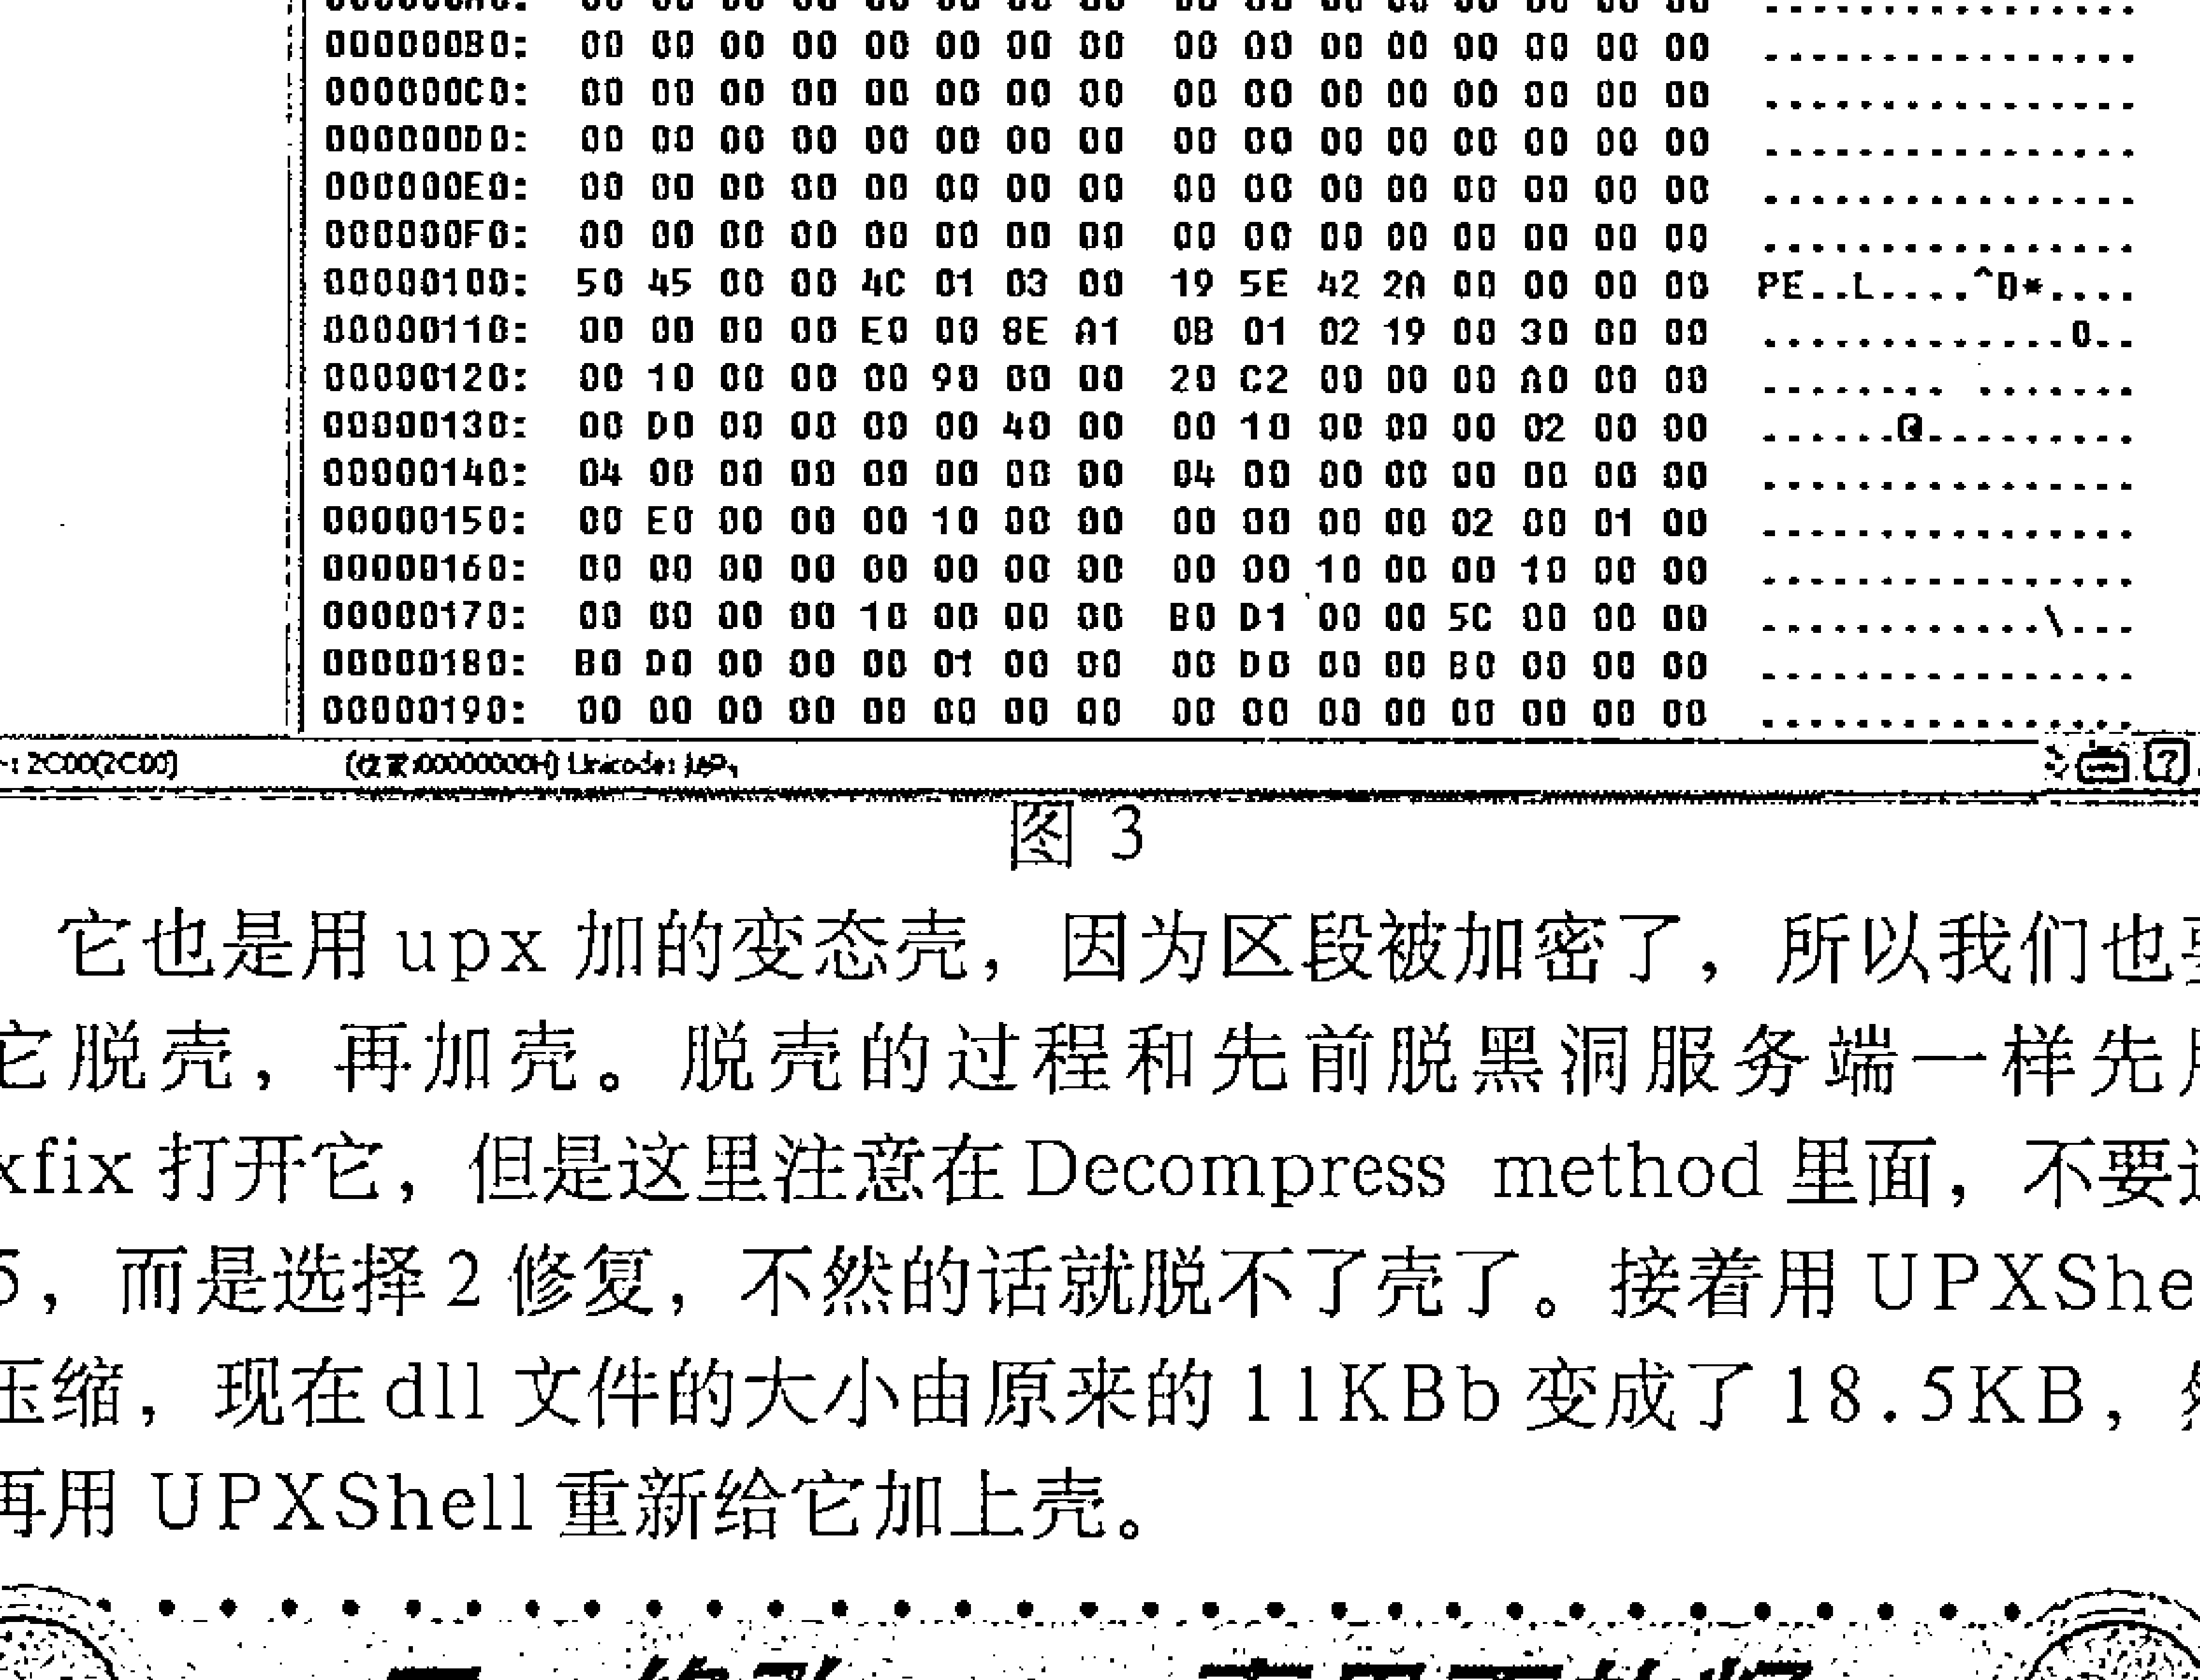 000000B0: 00 00 00 00 00 00 00 00 00 00 00 00 00 00 00 00 ................
000000C0: 00 00 00 00 00 00 00 00 00 00 00 00 00 00 00 00 ................
000000D0: 00 00 00 00 00 00 00 00 00 00 00 00 00 00 00 00 ................
000000E0: 00 00 00 00 00 00 00 00 00 00 00 00 00 00 00 00 ................
000000F0: 00 00 00 00 00 00 00 00 00 00 00 00 00 00 00 00 ................
00000100: 50 45 00 00 4C 01 03 00 19 5E 42 2A 00 00 00 00 PE..L....^B*....
00000110: 00 00 00 00 E0 00 8E A1 0B 01 02 19 00 30 00 00 .............0..
00000120: 00 10 00 00 00 90 00 00 20 C2 00 00 00 A0 00 00 ........ .......
00000130: 00 D0 00 00 00 00 40 00 00 10 00 00 00 02 00 00 ......@.........
00000140: 04 00 00 00 00 00 00 00 04 00 00 00 00 00 00 00 ................
00000150: 00 E0 00 00 00 10 00 00 00 00 00 00 02 00 01 00 ................
00000160: 00 00 00 00 00 00 00 00 00 00 10 00 00 10 00 00 ................
00000170: 00 00 00 00 10 00 00 00 B0 D1 00 00 5C 00 00 00 ............\...
00000180: B0 D0 00 00 00 01 00 00 00 D0 00 00 B0 00 00 00 ................
00000190: 00 00 00 00 00 00 00 00 00 00 00 00 00 00 00 00 ................
: 2C00(2C00) (位置:00000000H) Unicode:
图 3
它也是用 upx 加的变态壳，因为区段被加密了，所以我们也要
它脱壳，再加壳。脱壳的过程和先前脱黑洞服务端一样先用
xfix 打开它，但是这里注意在 Decompress method 里面，不要选
5，而是选择 2 修复，不然的话就脱不了壳了。接着用 UPXShe
压缩，现在 dll 文件的大小由原来的 11KBb 变成了 18.5KB，然
再用 UPXShell 重新给它加上壳。